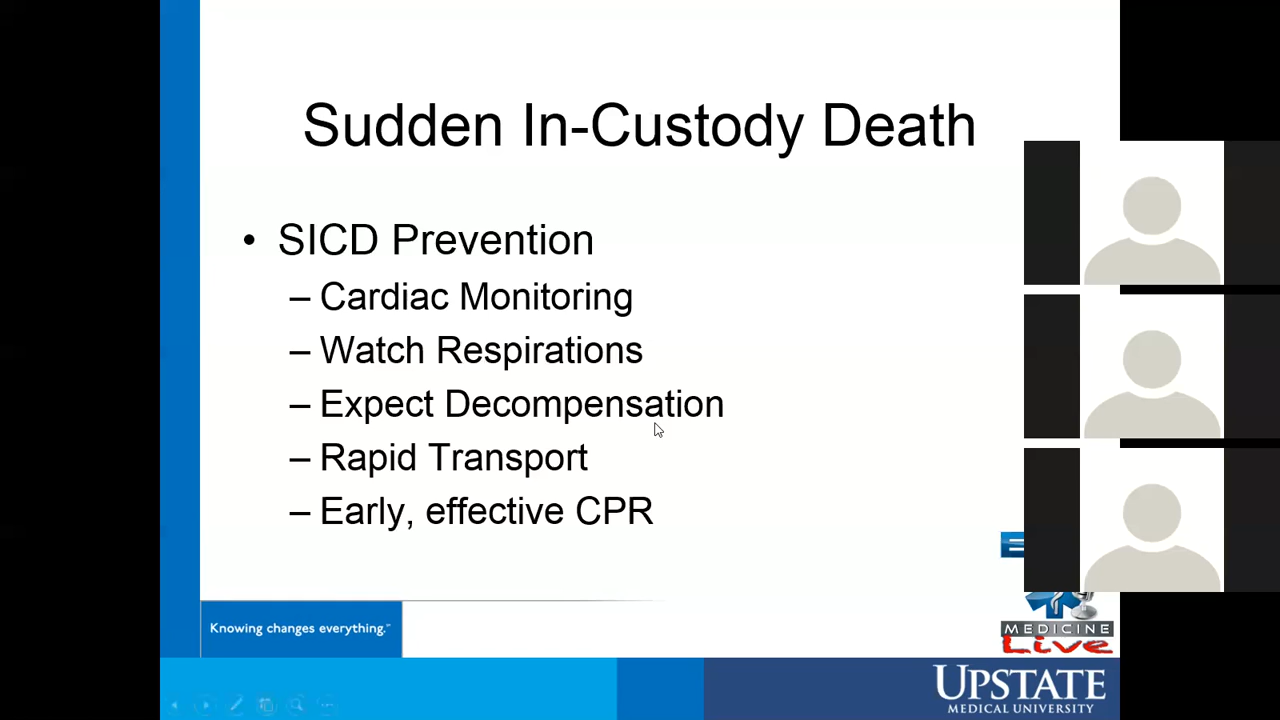 Sudden In-Custody Death
• SICD Prevention
– Cardiac Monitoring
– Watch Respirations
– Expect Decompensation
– Rapid Transport
– Early, effective CPR
Knowing changes everything.™
MEDICINE
Live
UPSTATE
MEDICAL UNIVERSITY